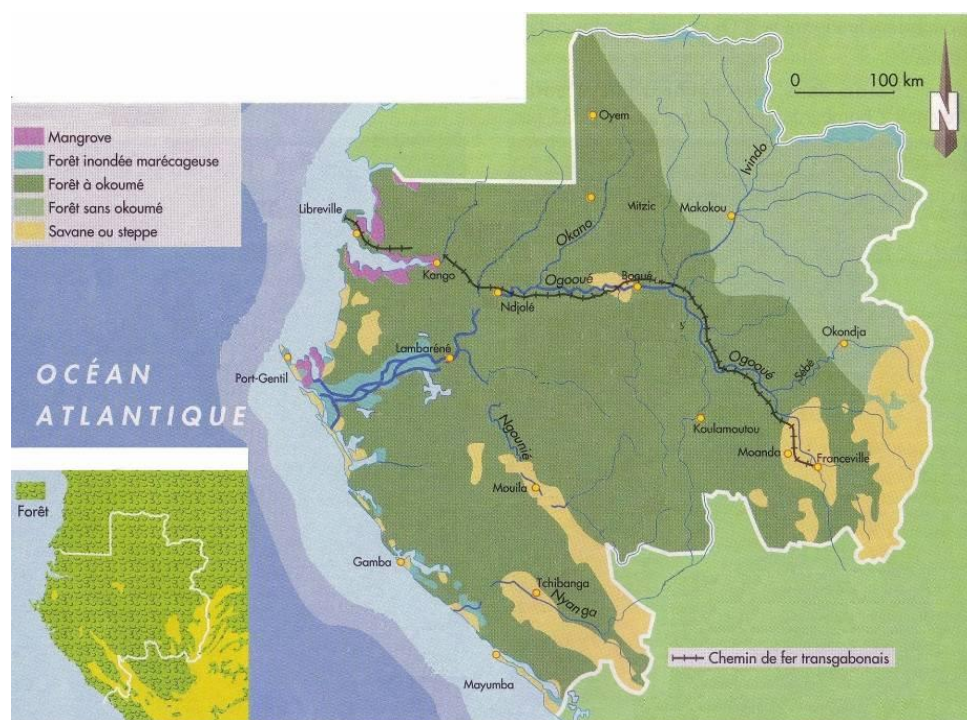 0 100 km
N
Mangrove
Forêt inondée marécageuse
Forêt à okoumé
Forêt sans okoumé
Savane ou steppe
Oyem
Ivindo
Libreville
Mitzic
Makokou
Okano
Kango
Ogooué
Booué
Ndjolé
Okondja
Lambaréné
Ogooué
Sébé
Port-Gentil
OCÉAN
ATLANTIQUE
Koulamoutou
Ngounié
Moanda
Franceville
Mouila
Forêt
Gamba
Tchibanga
Nyanga
Mayumba
Chemin de fer transgabonais